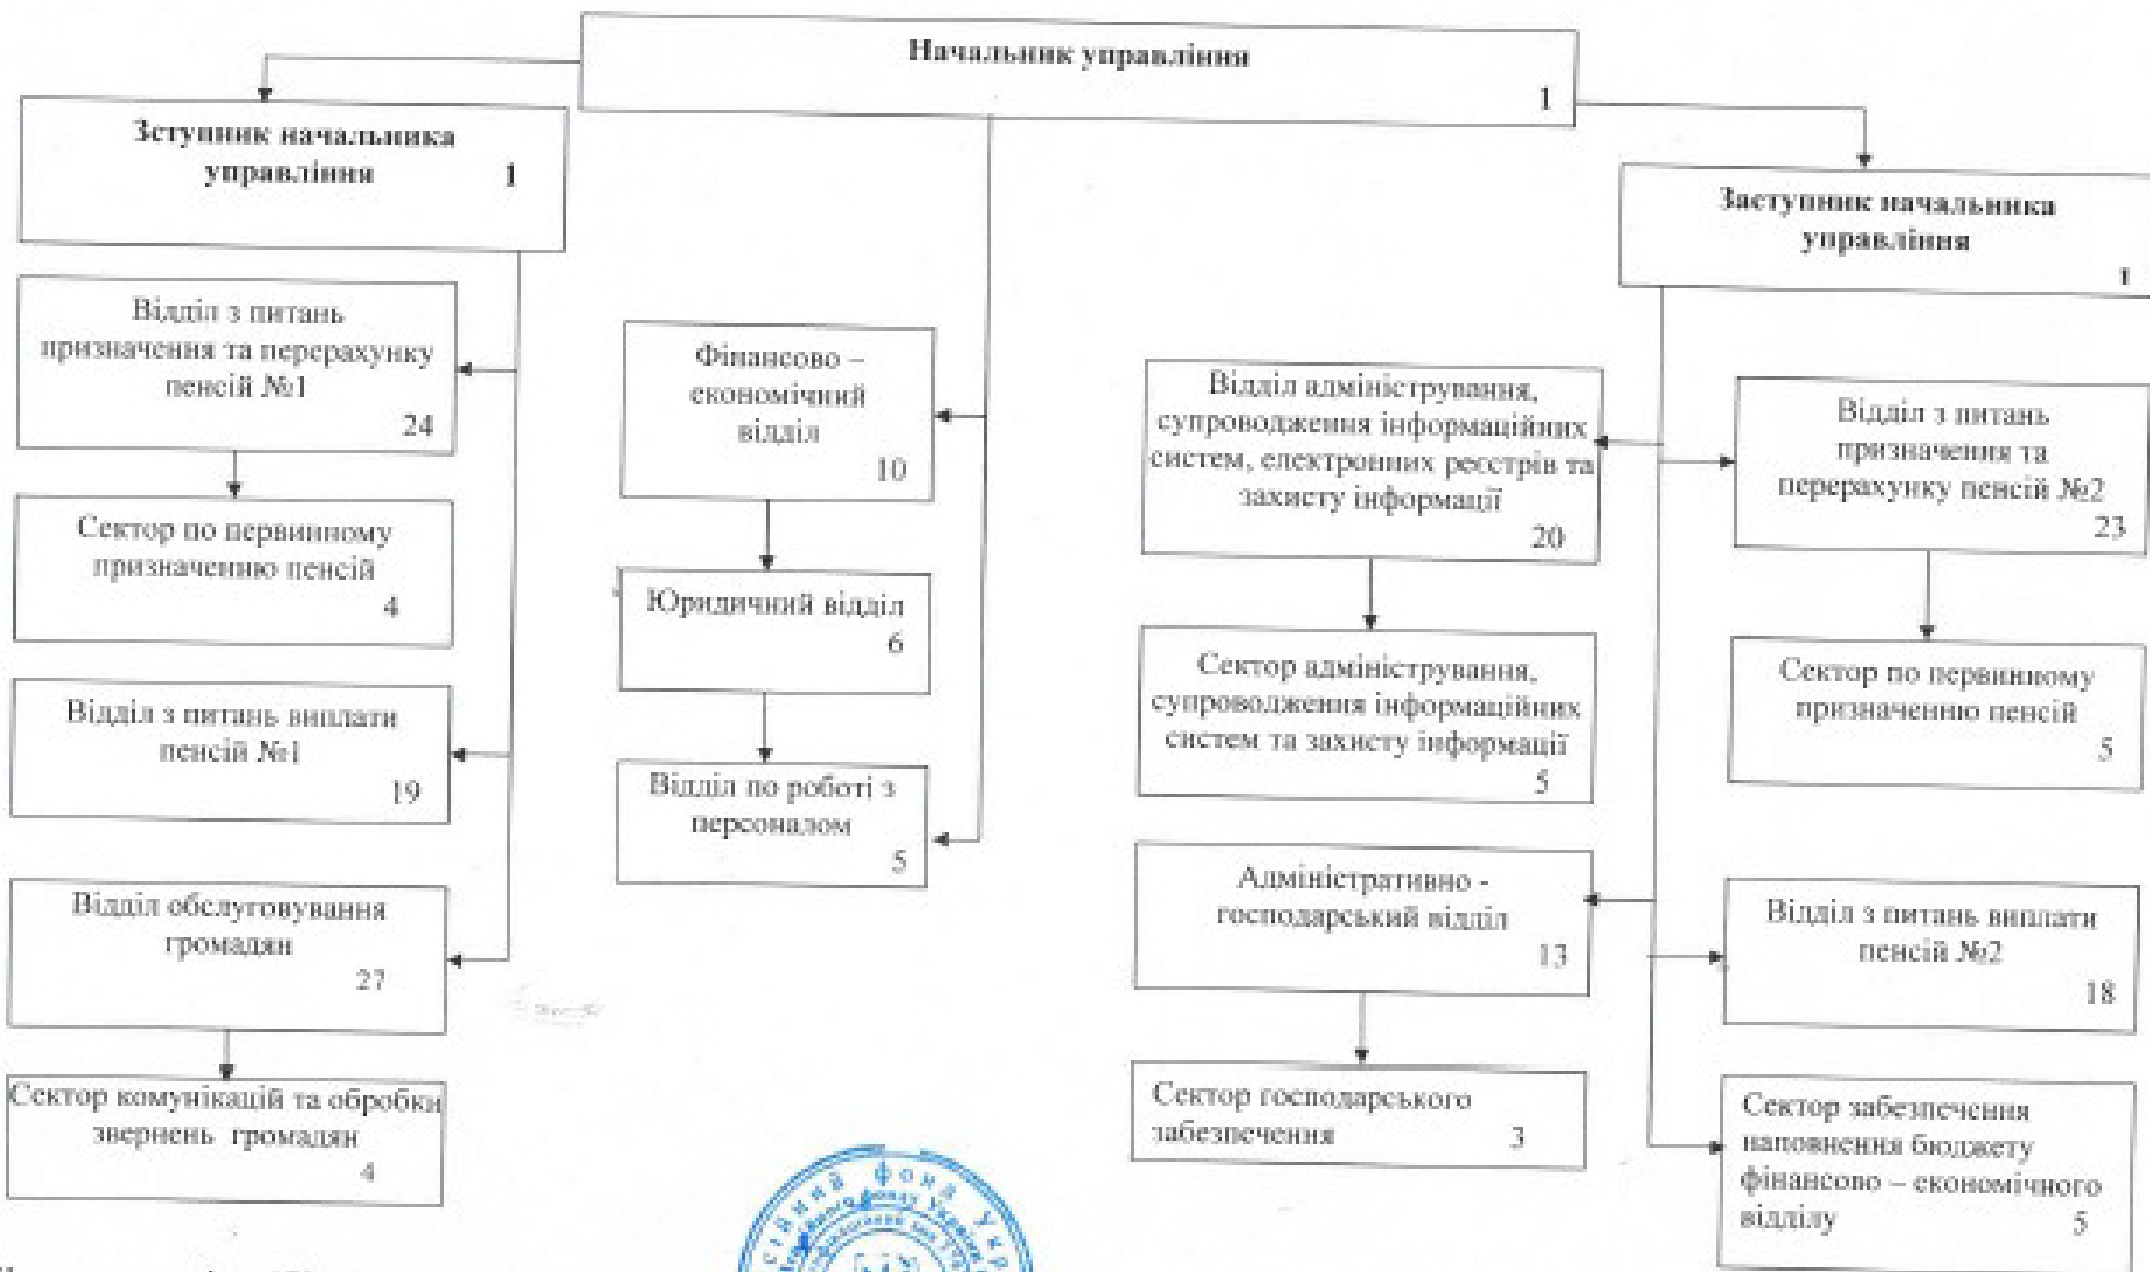 Начальник управління
1
Зступник начальника
управління 1
Заступник начальника
управління
1
Відділ з питань
призначення та перерахунку
пенсій №1
24
Сектор по первинному
призначенню пенсій
4
Відділ з питань виплати
пенсій №1
19
Відділ обслуговування
громадян
27
Сектор комунікацій та обробки
звернень громадян
4
Фінансово –
економічний
відділ
10
Юридичний відділ
6
Відділ по роботі з
персоналом
5
Відділ адміністрування,
супроводження інформаційних
систем, електронних реєстрів та
захисту інформації
20
Сектор адміністрування,
супроводження інформаційних
систем та захисту інформації
5
Адміністративно -
господарський відділ
13
Сектор господарського
забезпечення 3
Відділ з питань
призначення та
перерахунку пенсій №2
23
Сектор по первинному
призначенню пенсій
5
Відділ з питань виплати
пенсій №2
18
Сектор забезпечення
наповнення бюджету
фінансово – економічного
відділу 5